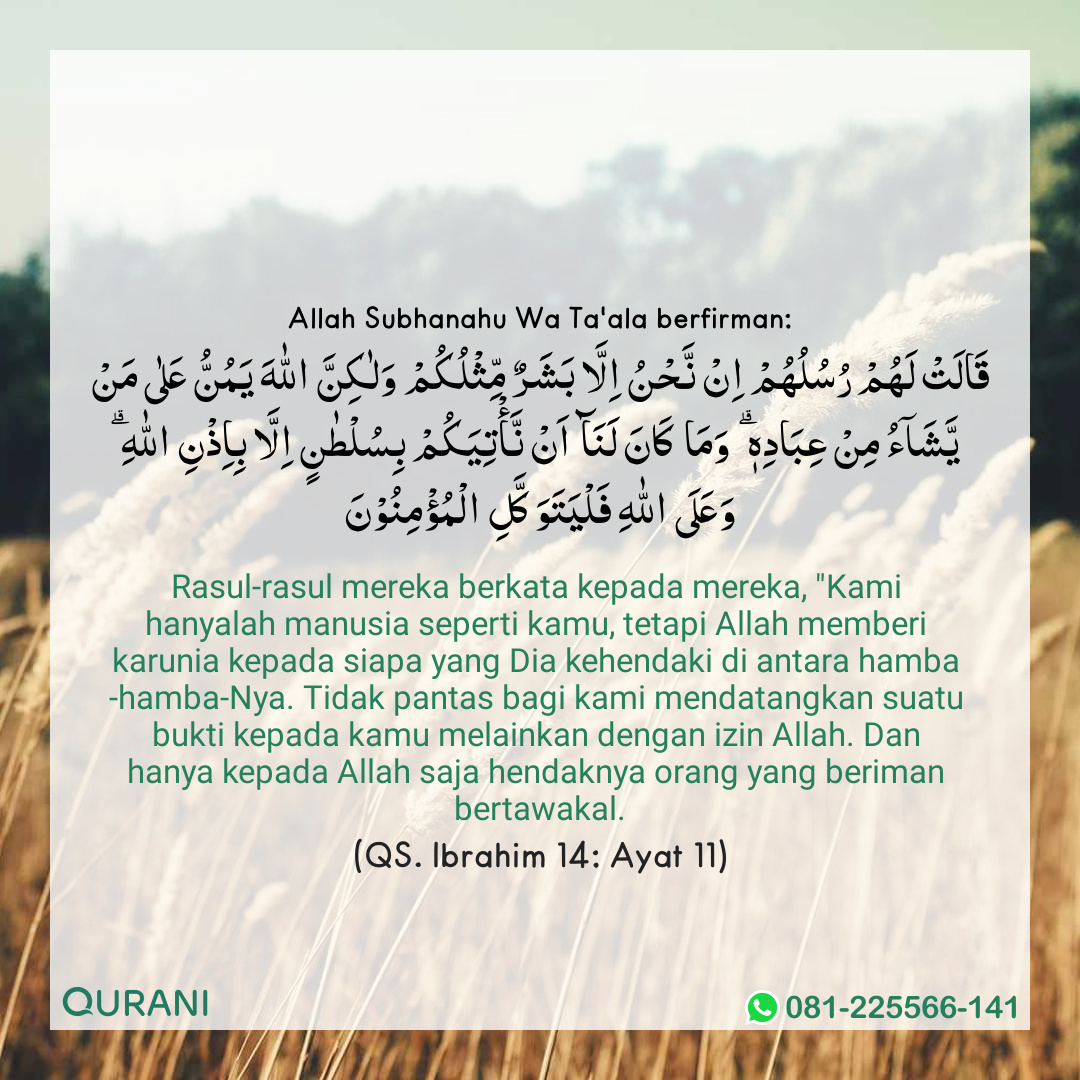 Allah Subhanahu Wa Ta'ala berfirman:
قَالَتْ لَهُمْ رُسُلُهُمْ اِنْ نَّحْنُ اِلَّا بَشَرٌ مِّثْلُكُمْ وَلٰـكِنَّ اللّٰهَ يَمُنُّ عَلٰى مَنْ
يَّشَآءُ مِنْ عِبَادِهٖ ۗ وَمَا كَانَ لَنَاۤ اَنْ نَّأْتِيَكُمْ بِسُلْطٰنٍ اِلَّا بِاِذْنِ اللّٰهِ ۗ
وَعَلَى اللّٰهِ فَلْيَتَوَكَّلِ الْمُؤْمِنُوْنَ
Rasul-rasul mereka berkata kepada mereka, "Kami
hanyalah manusia seperti kamu, tetapi Allah memberi
karunia kepada siapa yang Dia kehendaki di antara hamba
-hamba-Nya. Tidak pantas bagi kami mendatangkan suatu
bukti kepada kamu melainkan dengan izin Allah. Dan
hanya kepada Allah saja hendaknya orang yang beriman
bertawakal.
(QS. Ibrahim 14: Ayat 11)
QURANI
081-225566-141